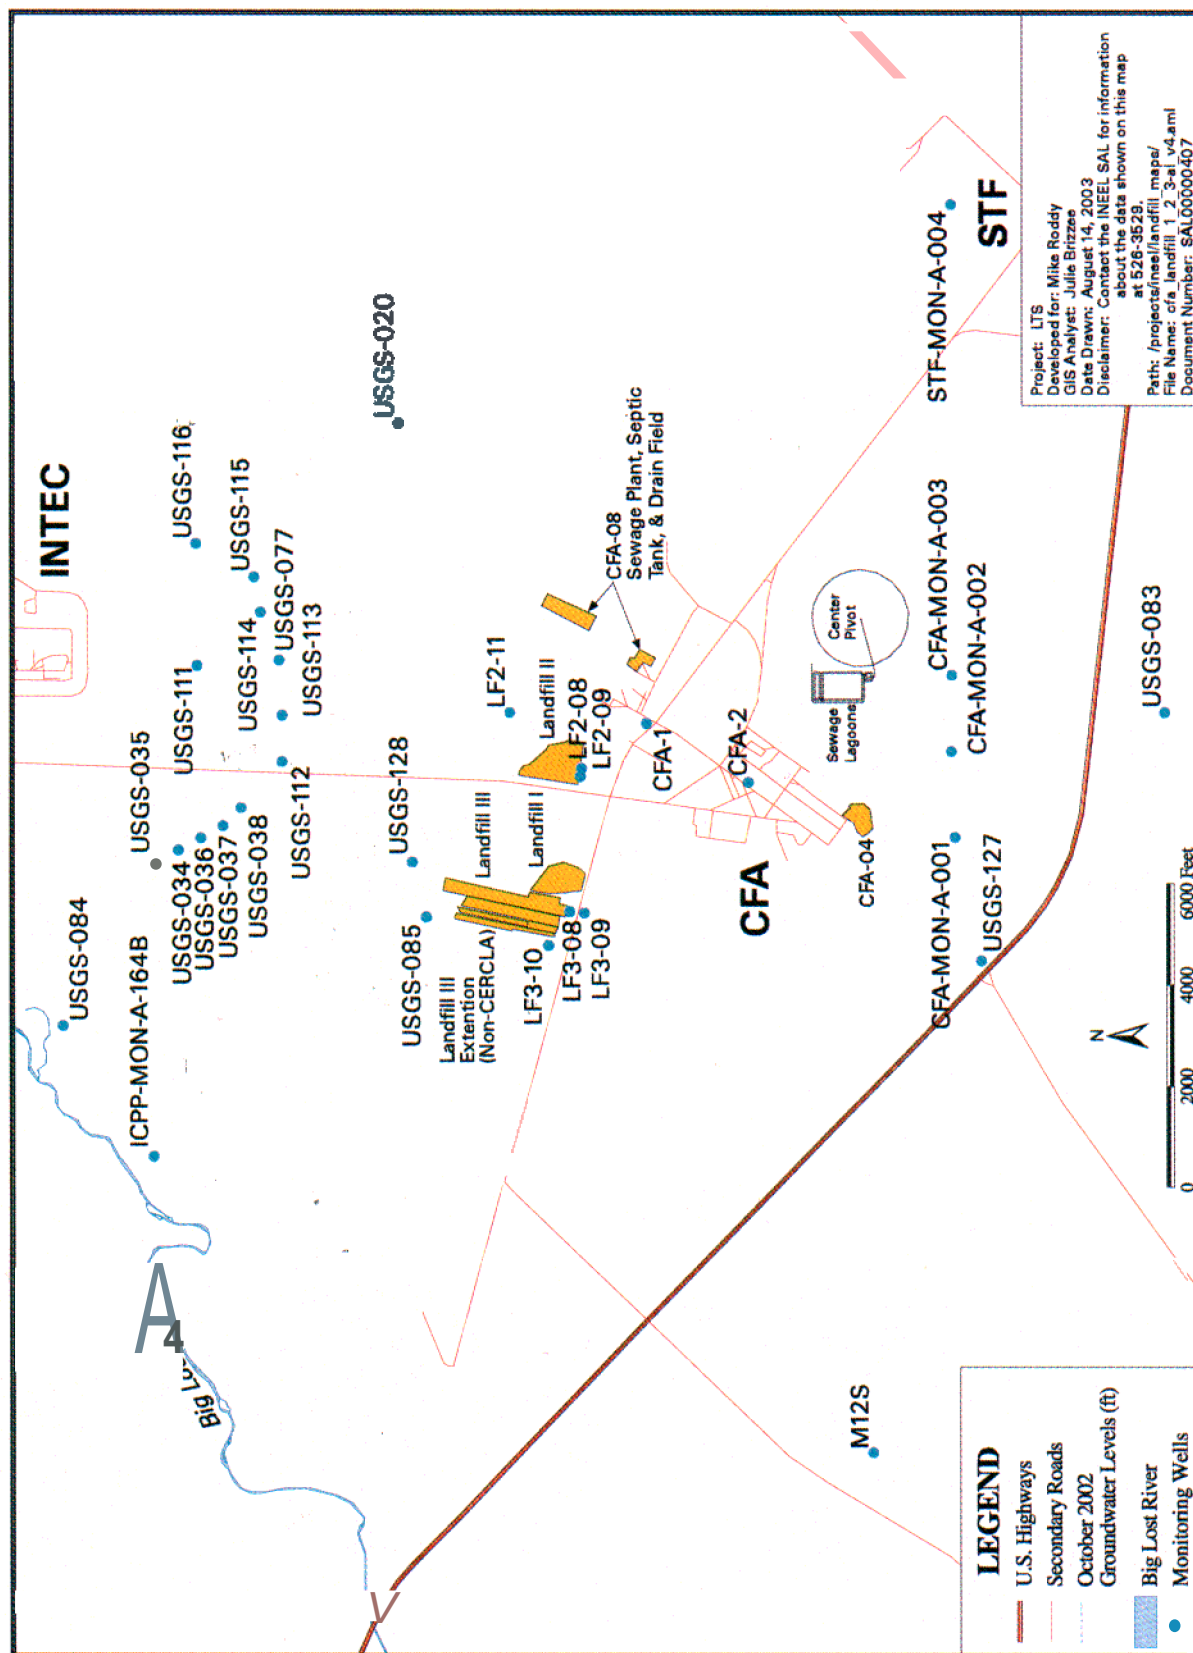 INTEC
USGS-084
ICPP-MON-A-164B
USGS-035
USGS-034
USGS-036
USGS-037
USGS-038
USGS-111
USGS-116
USGS-115
USGS-114
USGS-077
USGS-113
USGS-112
USGS-020
USGS-128
USGS-085
LF2-11
Landfill II
LF2-08
LF2-09
Landfill III
Landfill I
Landfill III
Extention
(Non-CERCLA)
LF3-10
LF3-08
LF3-09
CFA-08
Sewage Plant, Septic
Tank, & Drain Field
CFA-1
CFA-2
CFA
CFA-04
Sewage
Lagoons
Center
Pivot
STF-MON-A-004
STF
CFA-MON-A-003
CFA-MON-A-002
CFA-MON-A-001
USGS-127
USGS-083
M12S
A
4
Big
V
N
0 2000 4000 6000 Feet
LEGEND
U.S. Highways
Secondary Roads
October 2002
Groundwater Levels (ft)
Big Lost River
Monitoring Wells
Project: LTS
Developed for: Mike Roddy
GIS Analyst: Julie Brizzee
Date Drawn: August 14, 2003
Disclaimer: Contact the INEEL SAL for information
about the data shown on this map
at 526-3529.
Path: /projects/ineel/landfill_maps/
File Name: cfa_landfill_1_2_3-al_v4.aml
Document Number: SAL00000407